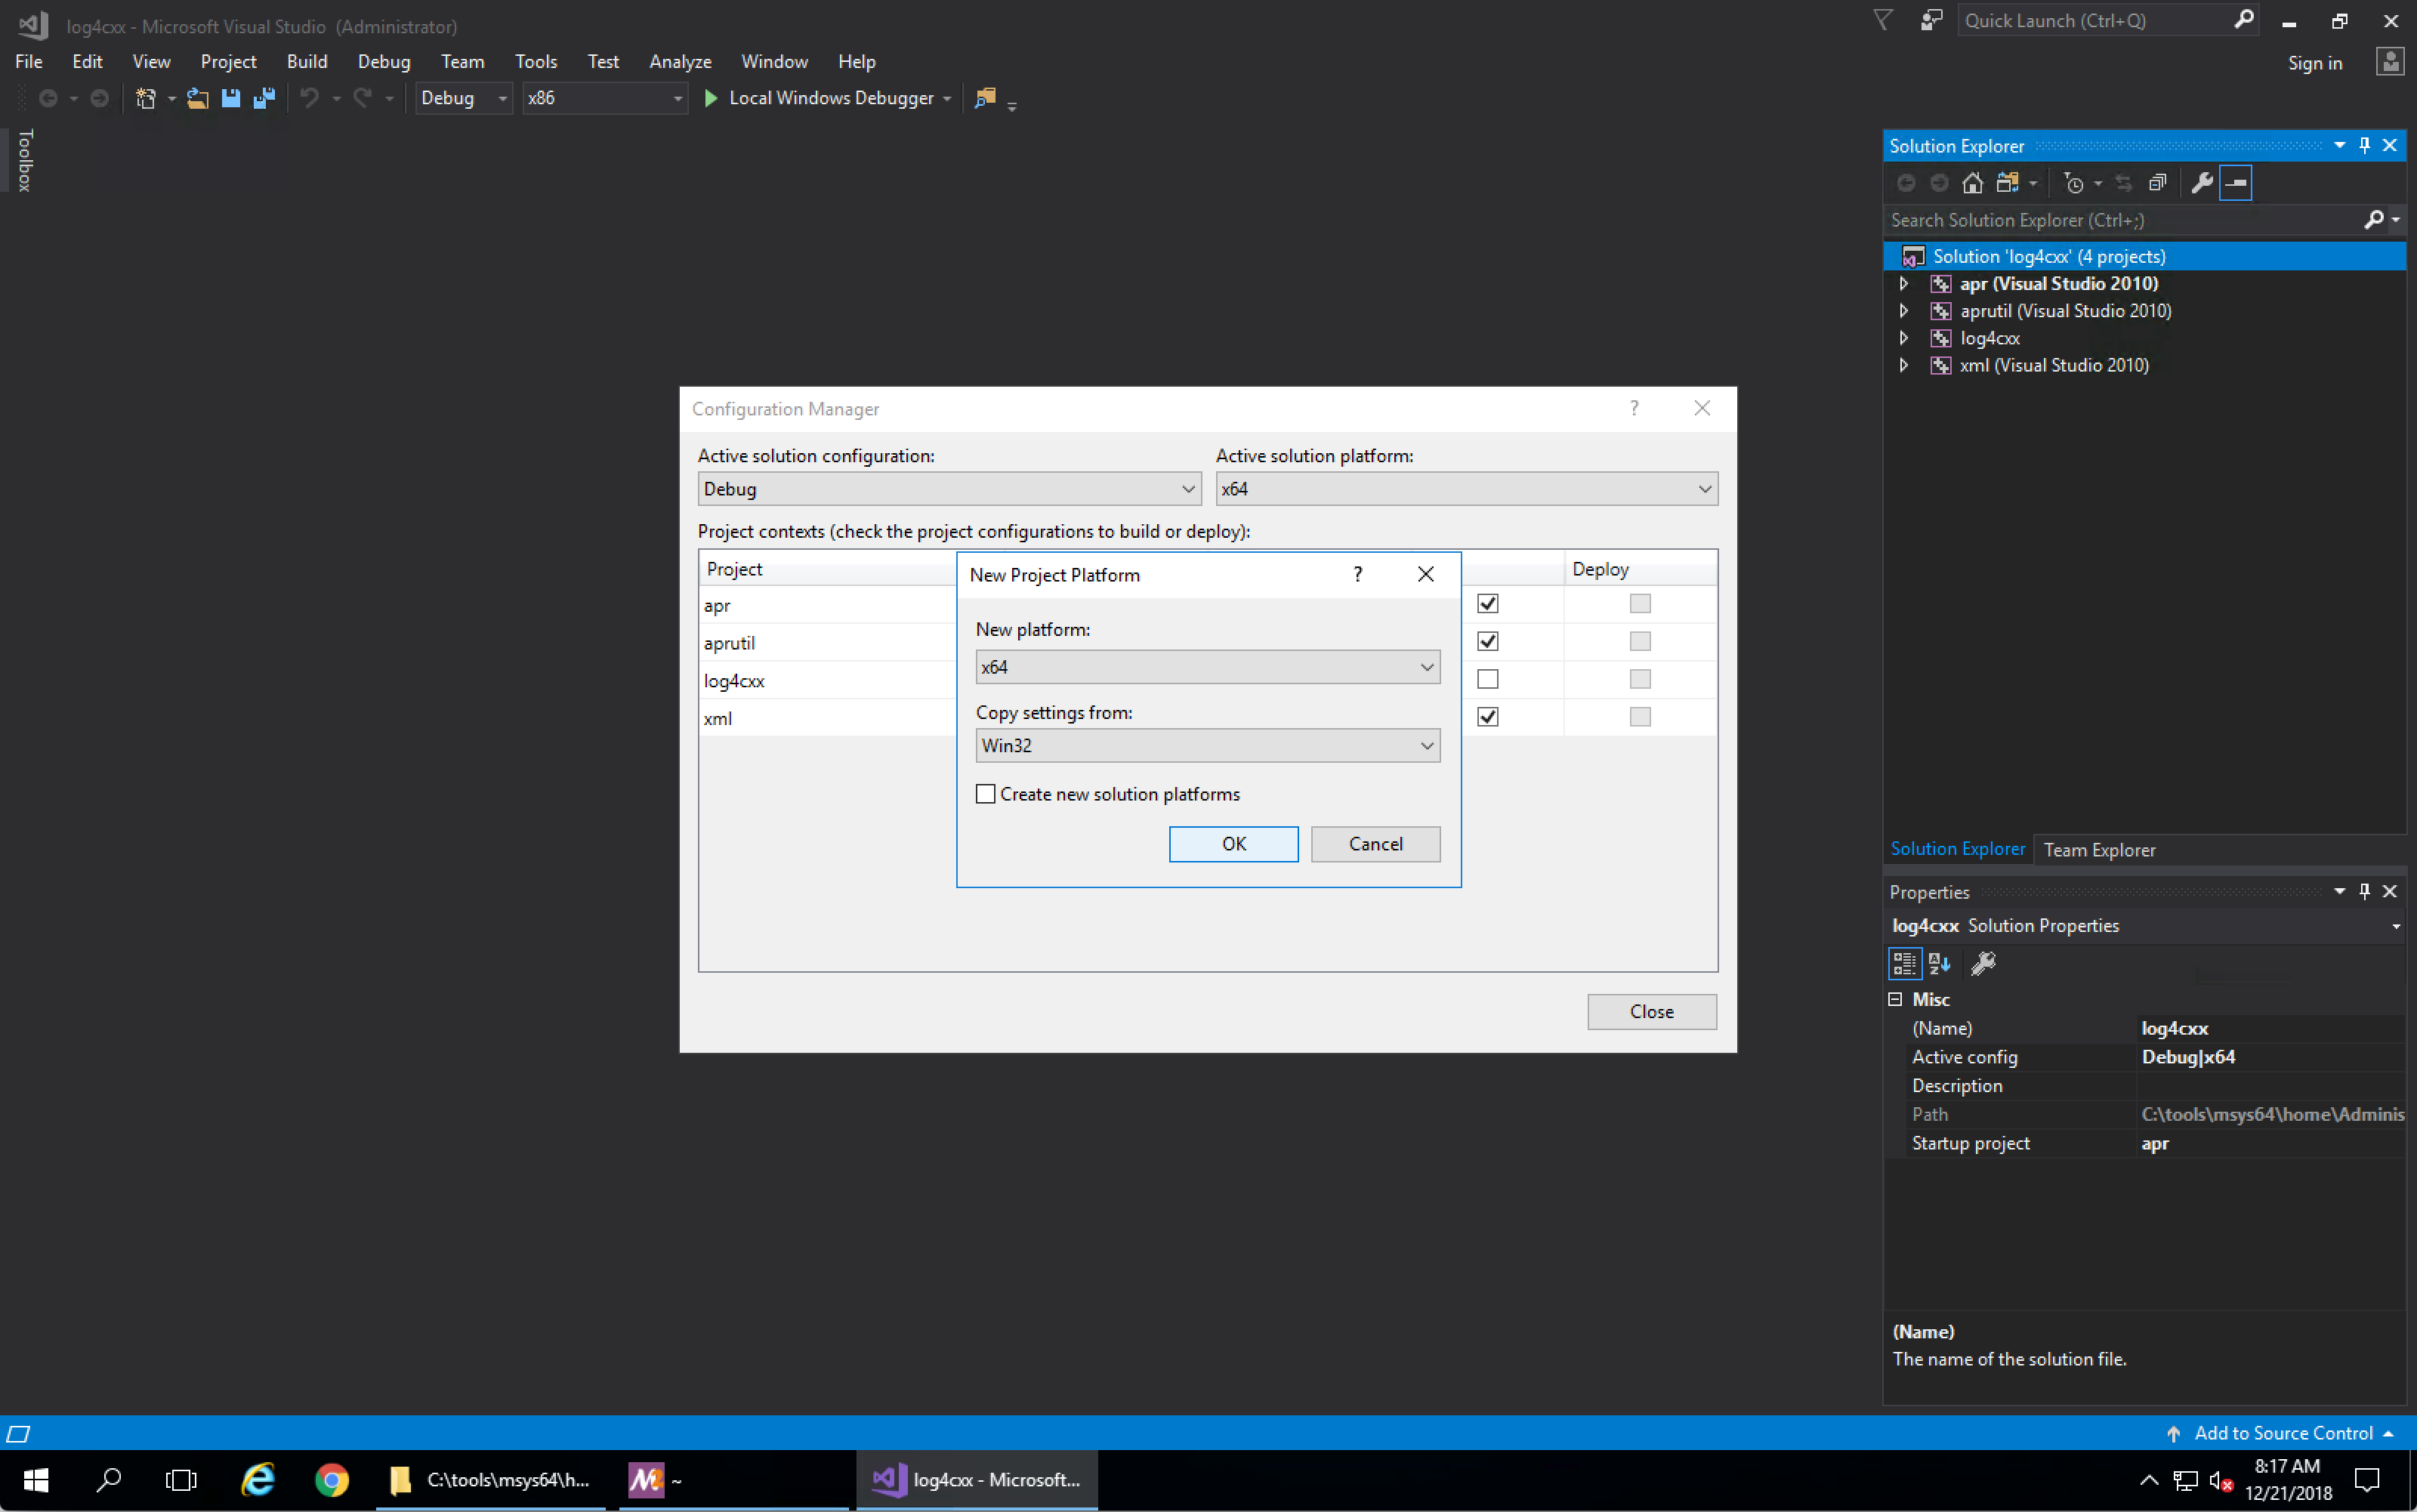 log4cxx - Microsoft Visual Studio (Administrator)
Quick Launch (Ctrl+Q)
File Edit View Project Build Debug Team Tools Test Analyze Window Help
Sign in
Debug x86 Local Windows Debugger
Toolbox
Solution Explorer
Search Solution Explorer (Ctrl+;)
Solution 'log4cxx' (4 projects)
apr (Visual Studio 2010)
aprutil (Visual Studio 2010)
log4cxx
xml (Visual Studio 2010)
Configuration Manager ?
Active solution configuration: Active solution platform:
Debug x64
Project contexts (check the project configurations to build or deploy):
Project Deploy
apr
aprutil
log4cxx
xml
New Project Platform ?
New platform:
x64
Copy settings from:
Win32
Create new solution platforms
OK Cancel
Close
Solution Explorer Team Explorer
Properties
log4cxx Solution Properties
Misc
(Name) log4cxx
Active config Debug|x64
Description
Path C:\tools\msys64\home\Adminis
Startup project apr
(Name)
The name of the solution file.
Add to Source Control
C:\tools\msys64\h...
~
log4cxx - Microsoft...
8:17 AM
12/21/2018